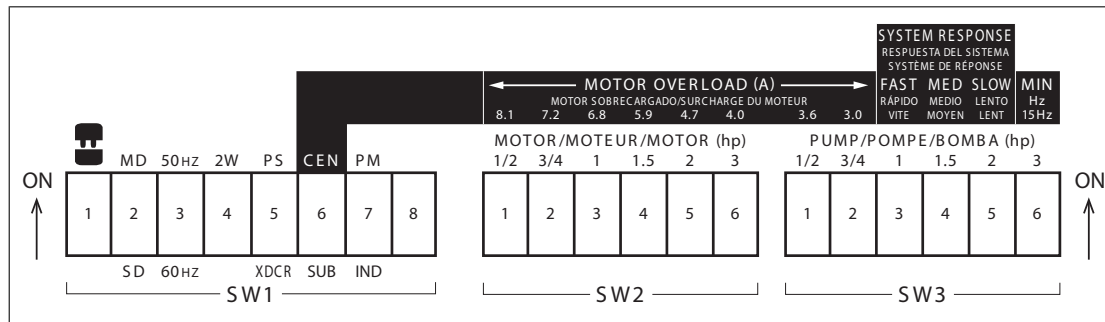 SYSTEM RESPONSE
RESPUESTA DEL SISTEMA
SYSTÈME DE RÉPONSE
MOTOR OVERLOAD (A)
MOTOR SOBRECARGADO/SURCHARGE DU MOTEUR
8.1 7.2 6.8 5.9 4.7 4.0 3.6 3.0
FAST MED SLOW
RÁPIDO MEDIO LENTO
VITE MOYEN LENT
MIN
Hz
15Hz
MD 50HZ 2W PS CEN PM
MOTOR/MOTEUR/MOTOR (hp)
1/2 3/4 1 1.5 2 3
PUMP/POMPE/BOMBA (hp)
1/2 3/4 1 1.5 2 3
ON
1 2 3 4 5 6 7 8
1 2 3 4 5 6
1 2 3 4 5 6
ON
SD 60HZ XDCR SUB IND
SW1
SW2
SW3